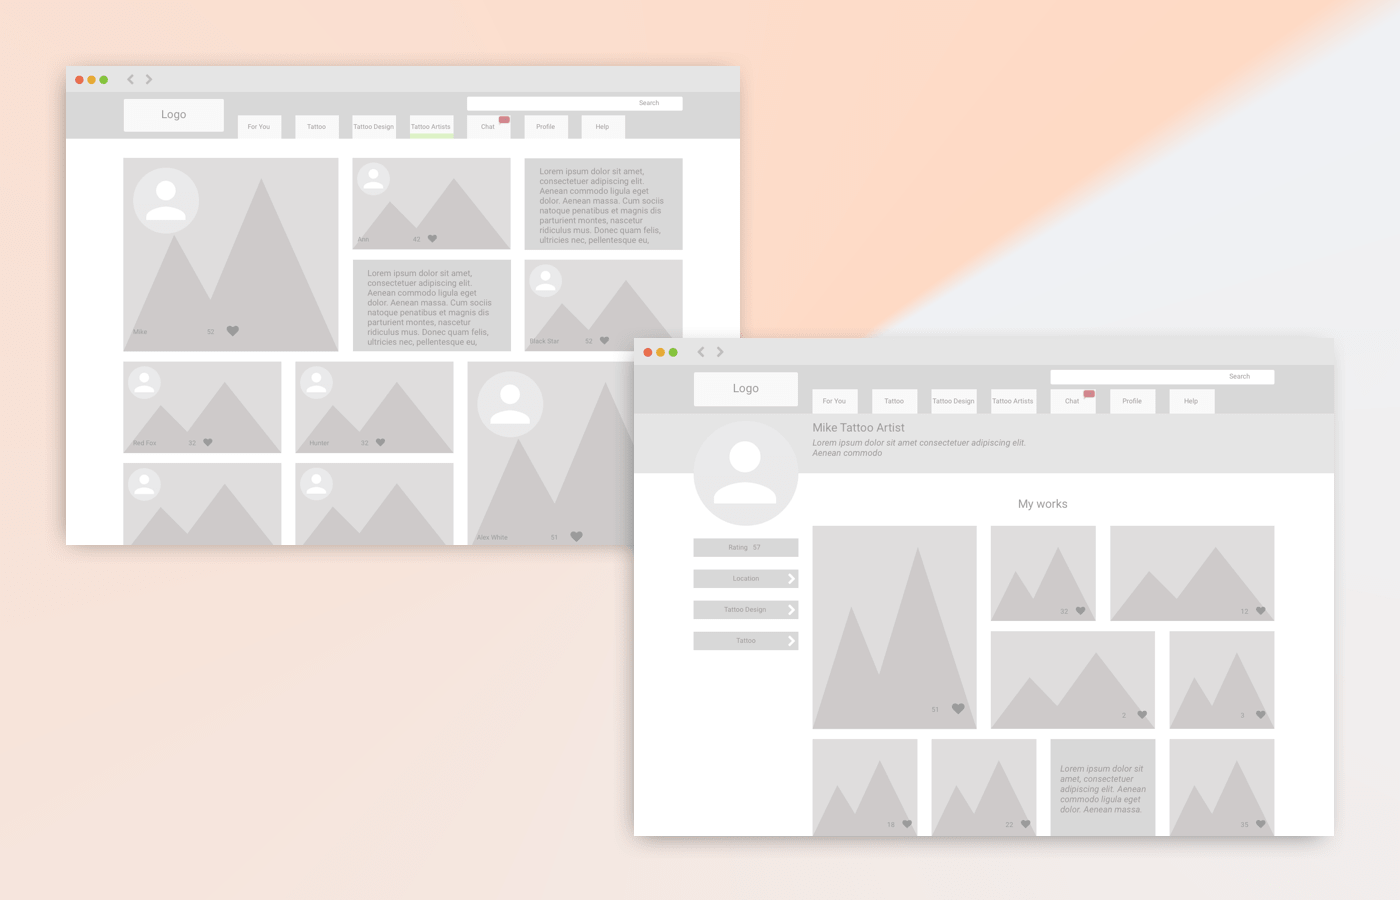 Search
Logo
For You
Tattoo
Tattoo Design
Tattoo Artists
Chat
Profile
Help
Mike
52
Ann
42
Lorem ipsum dolor sit amet,
consectetuer adipiscing elit.
Aenean commodo ligula eget
dolor. Aenean massa. Cum sociis
natoque penatibus et magnis dis
parturient montes, nascetur
ridiculus mus. Donec quam felis,
ultricies nec, pellentesque eu,
Lorem ipsum dolor sit amet,
consectetuer adipiscing elit.
Aenean commodo ligula eget
dolor. Aenean massa. Cum sociis
natoque penatibus et magnis dis
parturient montes, nascetur
ridiculus mus. Donec quam felis,
ultricies nec, pellentesque eu,
Black Star
52
Red Fox
32
Hunter
32
Alex White
51
Search
Logo
For You
Tattoo
Tattoo Design
Tattoo Artists
Chat
Profile
Help
Mike Tattoo Artist
Lorem ipsum dolor sit amet consectetuer adipiscing elit.
Aenean commodo
Rating 57
Location
Tattoo Design
Tattoo
My works
51
32
12
2
3
18
22
Lorem ipsum dolor sit
amet, consectetuer
adipiscing elit. Aenean
commodo ligula eget
dolor. Aenean massa.
35